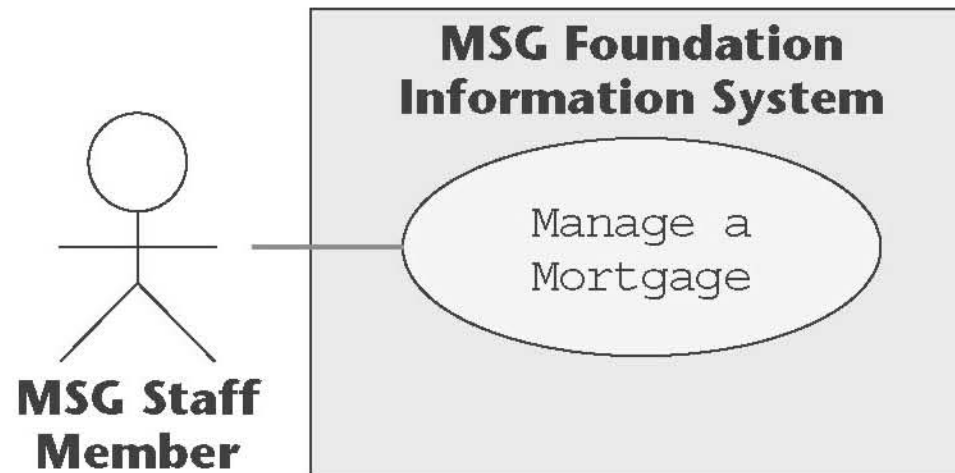 MSG Foundation
Information System
Manage a
Mortgage
MSG Staff
Member